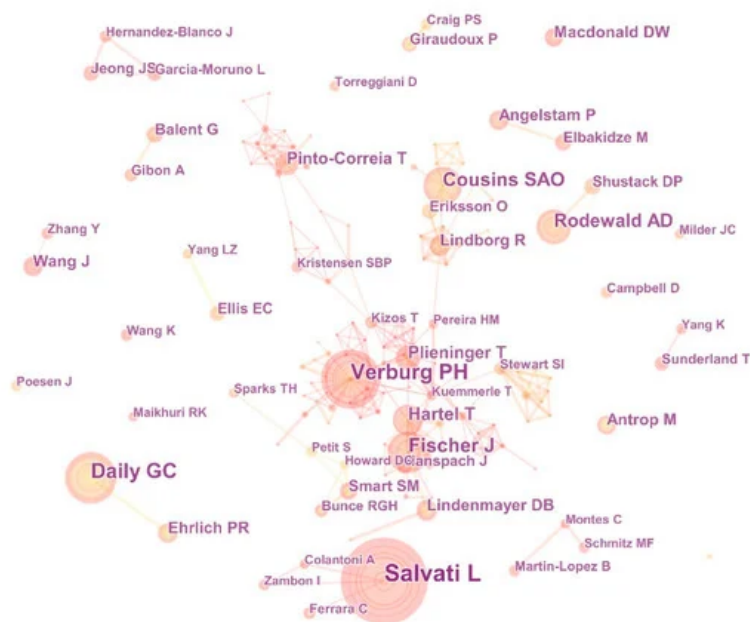 Craig PS
Giraudoux P
Macdonald DW
Hernandez-Blanco J
Jeong JS
Garcia-Moruno L
Torreggiani D
Angelstam P
Balent G
Elbakidze M
Pinto-Correia T
Gibon A
Cousins SAO
Shustack DP
Eriksson O
Rodewald AD
Zhang Y
Lindborg R
Milder JC
Yang LZ
Wang J
Kristensen SBP
Campbell D
Ellis EC
Kizos T
Pereira HM
Yang K
Wang K
Plieninger T
Stewart SI
Sunderland T
Verburg PH
Poesen J
Sparks TH
Kuemmerle T
Maikhuri RK
Hartel T
Antrop M
Petit S
Fischer J
Howard DC
Hanspach J
Daily GC
Smart SM
Bunce RGH
Lindenmayer DB
Ehrlich PR
Montes C
Schmitz MF
Colantoni A
Salvati L
Martin-Lopez B
Zambon I
Ferrara C